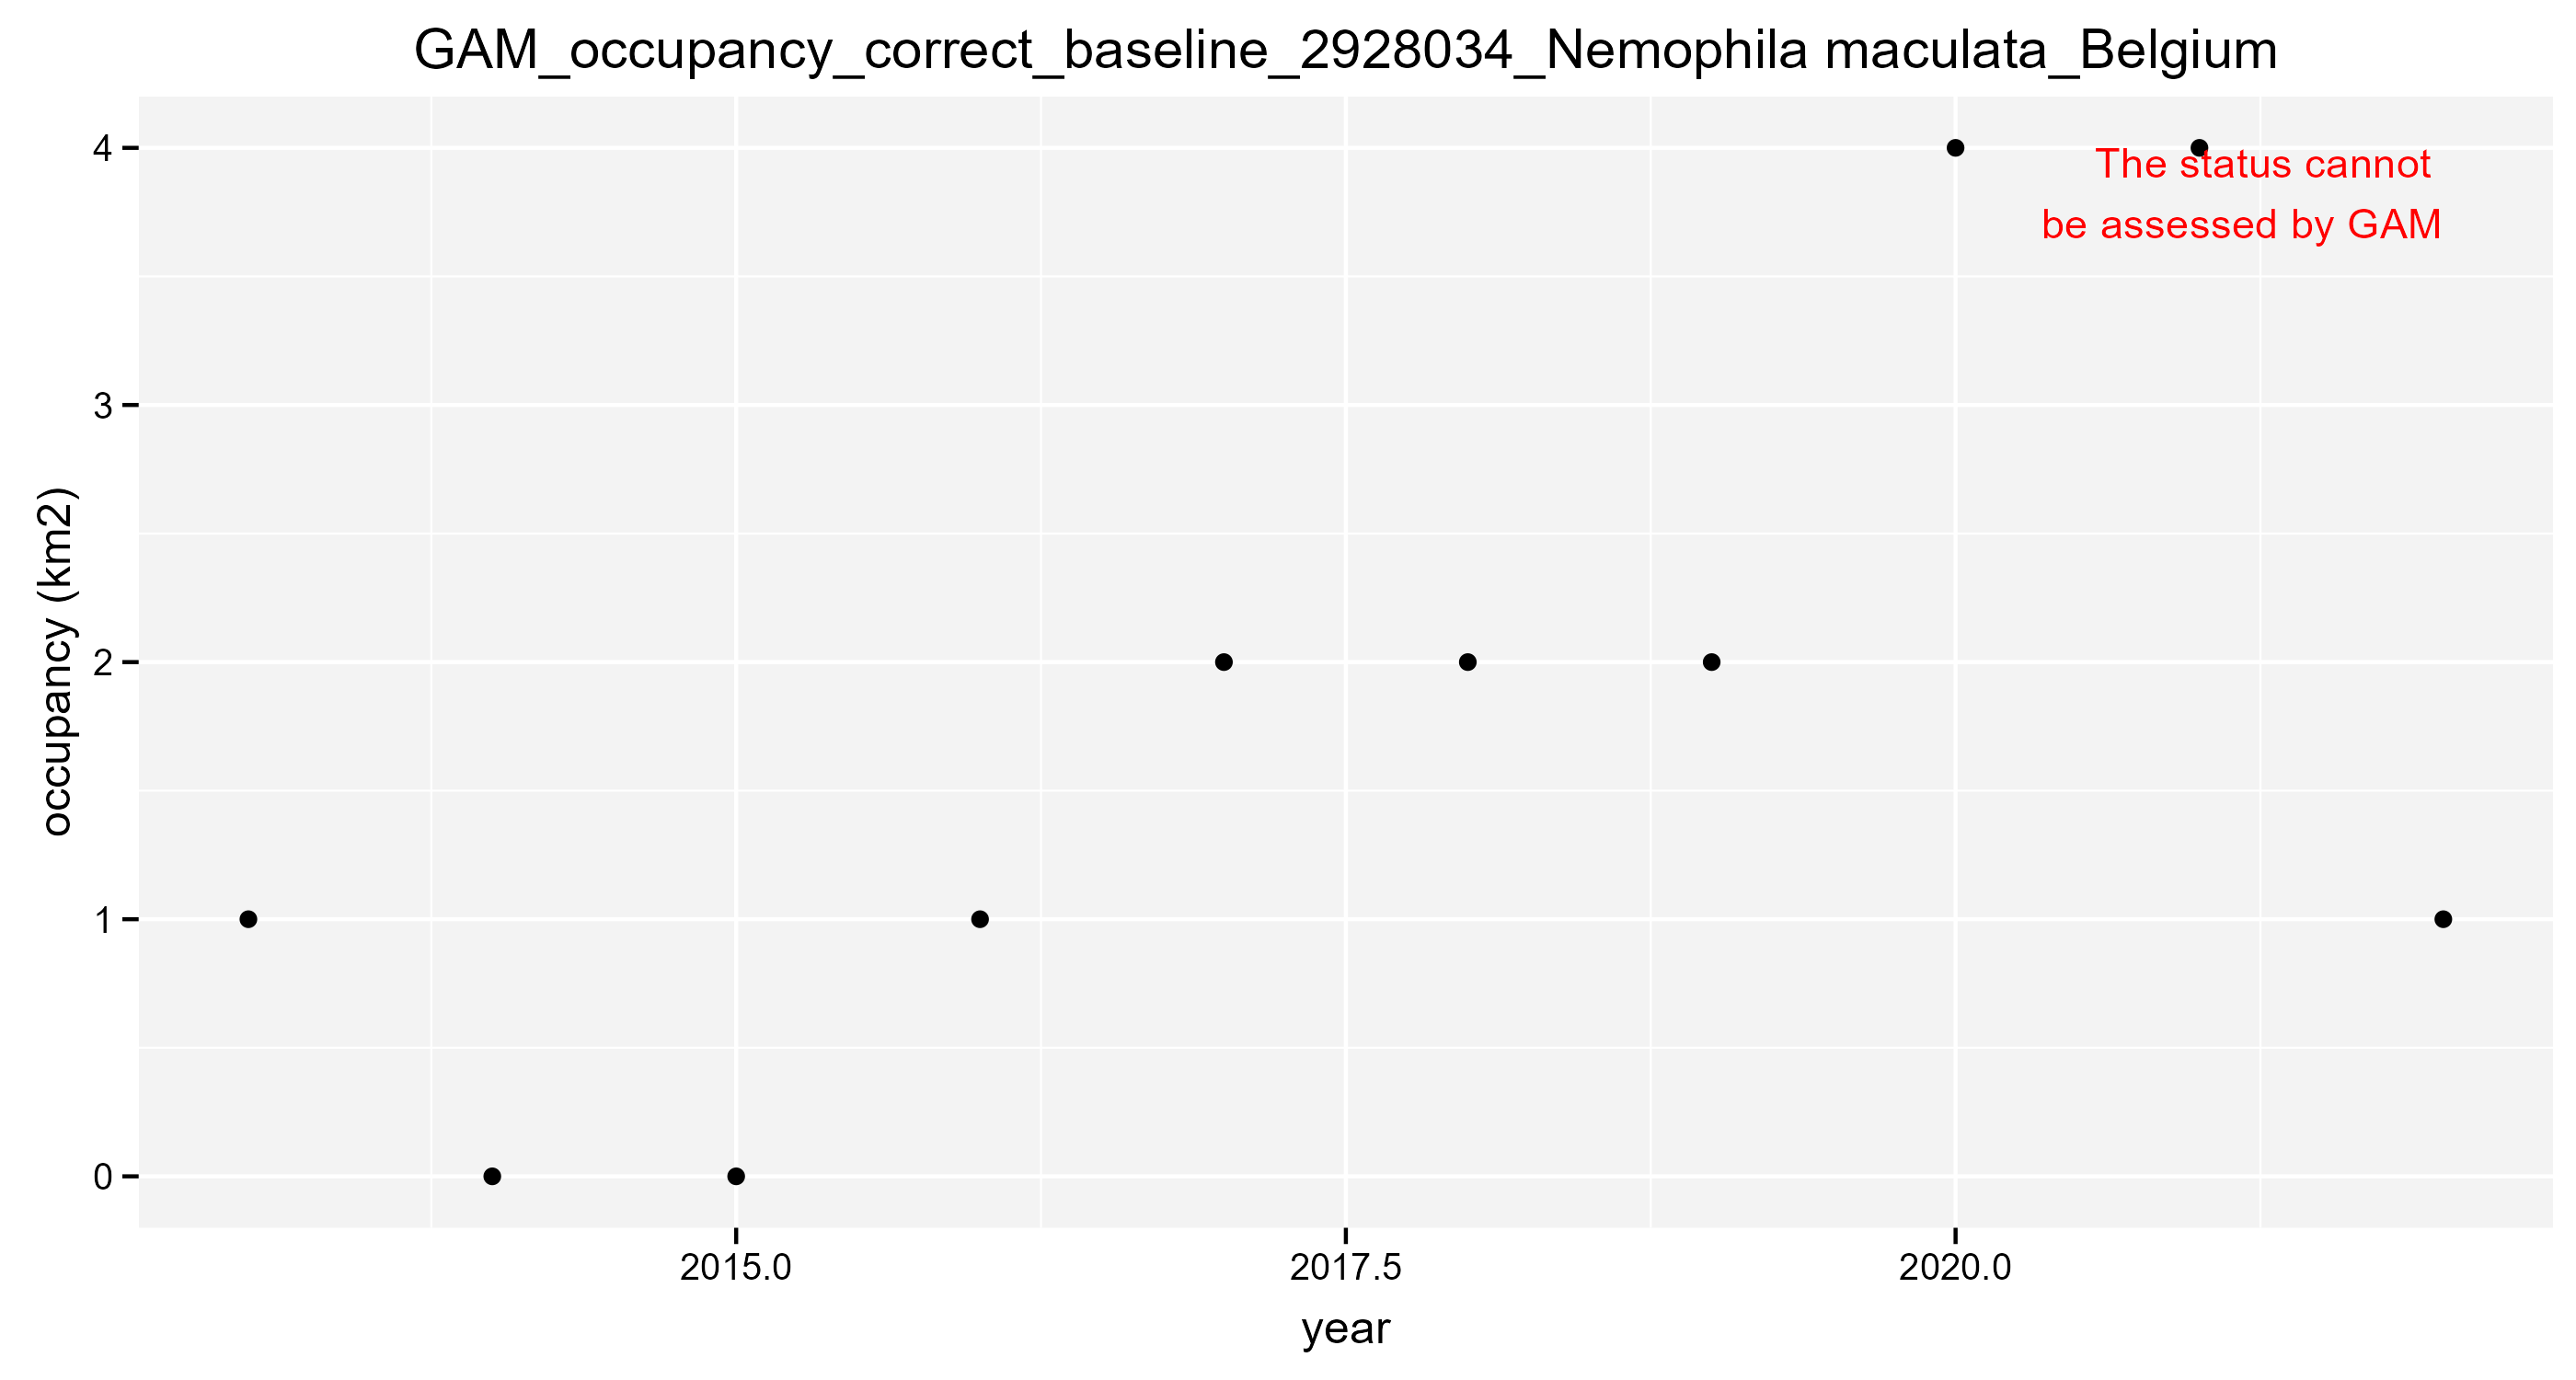 GAM_occupancy_correct_baseline_2928034_Nemophila maculata_Belgium
The status cannot
be assessed by GAM
occupancy (km2)
4
3
2
1
0
2015.0 2017.5 2020.0
year